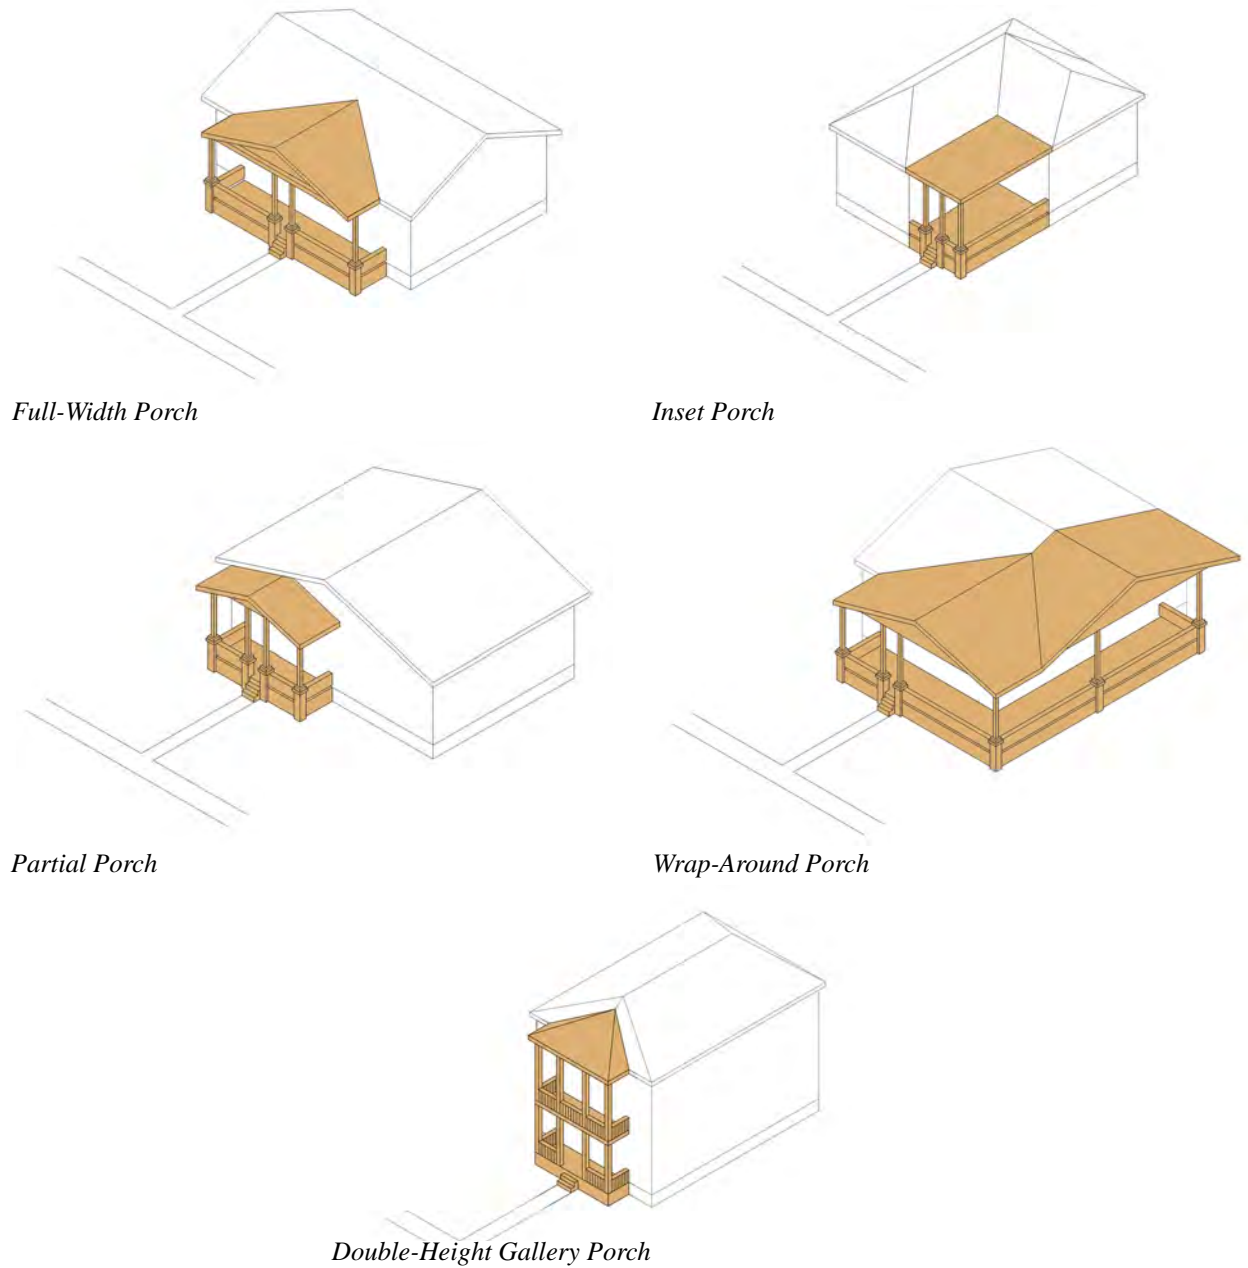 Full-Width Porch
Inset Porch
Partial Porch
Wrap-Around Porch
Double-Height Gallery Porch